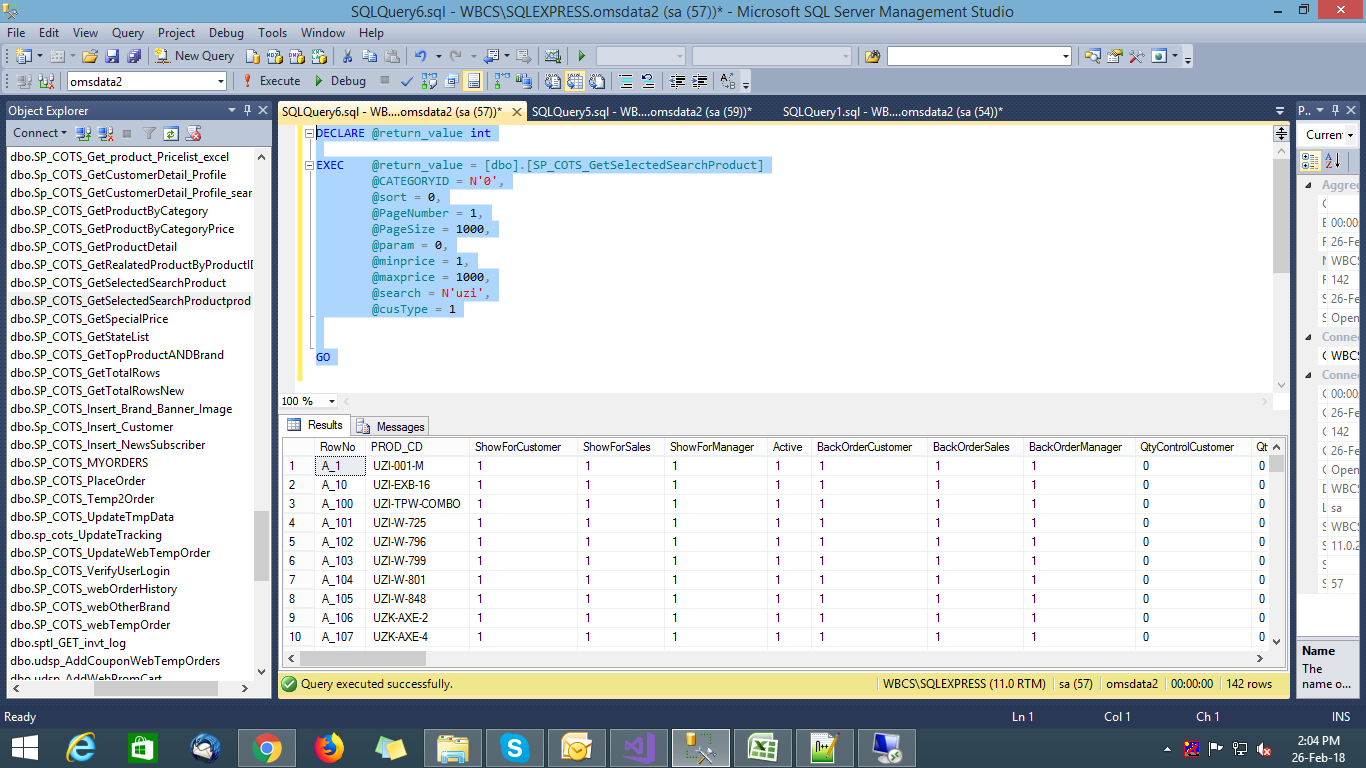 SQLQuery6.sql - WBCS\SQLEXPRESS.omsdata2 (sa (57))* - Microsoft SQL Server Management Studio
File Edit View Query Project Debug Tools Window Help
New Query
omsdata2 Execute Debug
Object Explorer
Connect
dbo.SP_COTS_Get_product_Pricelist_excel
dbo.SP_COTS_GetCustomerDetail_Profile
dbo.SP_COTS_GetCustomerDetail_Profile_sear
dbo.SP_COTS_GetProductByCategory
dbo.SP_COTS_GetProductByCategoryPrice
dbo.SP_COTS_GetProductDetail
dbo.SP_COTS_GetRealatedProductByProductID
dbo.SP_COTS_GetSelectedSearchProduct
dbo.SP_COTS_GetSelectedSearchProductprod
dbo.SP_COTS_GetSpecialPrice
dbo.SP_COTS_GetStateList
dbo.SP_COTS_GetTopProductANDBrand
dbo.SP_COTS_GetTotalRows
dbo.SP_COTS_GetTotalRowsNew
dbo.SP_COTS_Insert_Brand_Banner_Image
dbo.SP_COTS_Insert_Customer
dbo.SP_COTS_Insert_NewsSubscriber
dbo.SP_COTS_MYORDERS
dbo.SP_COTS_PlaceOrder
dbo.SP_COTS_Temp2Order
dbo.SP_COTS_UpdateTmpData
dbo.sp_cots_UpdateTracking
dbo.SP_COTS_UpdateWebTempOrder
dbo.Sp_COTS_VerifyUserLogin
dbo.SP_COTS_webOrderHistory
dbo.SP_COTS_webOtherBrand
dbo.SP_COTS_webTempOrder
dbo.sptl_GET_invt_log
dbo.udsp_AddCouponWebTempOrders
dbo.udsp_AddWebPromCart
SQLQuery6.sql - WB....omsdata2 (sa (57))* SQLQuery5.sql - WB....omsdata2 (sa (59))* SQLQuery1.sql - WB....omsdata2 (sa (54))*
DECLARE @return_value int
EXEC @return_value = [dbo].[SP_COTS_GetSelectedSearchProduct]
@CATEGORYID = N'0',
@sort = 0,
@PageNumber = 1,
@PageSize = 1000,
@param = 0,
@minprice = 1,
@maxprice = 1000,
@search = N'uzi',
@cusType = 1
GO
100 %
Results Messages
RowNo PROD_CD ShowForCustomer ShowForSales ShowForManager Active BackOrderCustomer BackOrderSales BackOrderManager QtyControlCustomer Qt
1 A_1 UZI-001-M 1 1 1 1 1 1 1 0 0
2 A_10 UZI-EXB-16 1 1 1 1 1 1 1 0 0
3 A_100 UZI-TPW-COMBO 1 1 1 1 1 1 1 0 0
4 A_101 UZI-W-725 1 1 1 1 1 1 1 0 0
5 A_102 UZI-W-796 1 1 1 1 1 1 1 0 0
6 A_103 UZI-W-799 1 1 1 1 1 1 1 0 0
7 A_104 UZI-W-801 1 1 1 1 1 1 1 0 0
8 A_105 UZI-W-848 1 1 1 1 1 1 1 0 0
9 A_106 UZK-AXE-2 1 1 1 1 1 1 1 0 0
10 A_107 UZK-AXE-4 1 1 1 1 1 1 1 0 0
Query executed successfully. WBCS\SQLEXPRESS (11.0 RTM) sa (57) omsdata2 00:00:00 142 rows
P..
Current
Aggreg
00:00
26-Feb
WBCS
142
26-Fe
Open
Connec
WBCS
Connec
00:00
26-Fe
142
26-Fe
Open
WBCS
sa
WBCS
11.0.2
57
Name
The
name o...
Ready Ln 1 Col 1 Ch 1 INS
2:04 PM
26-Feb-18